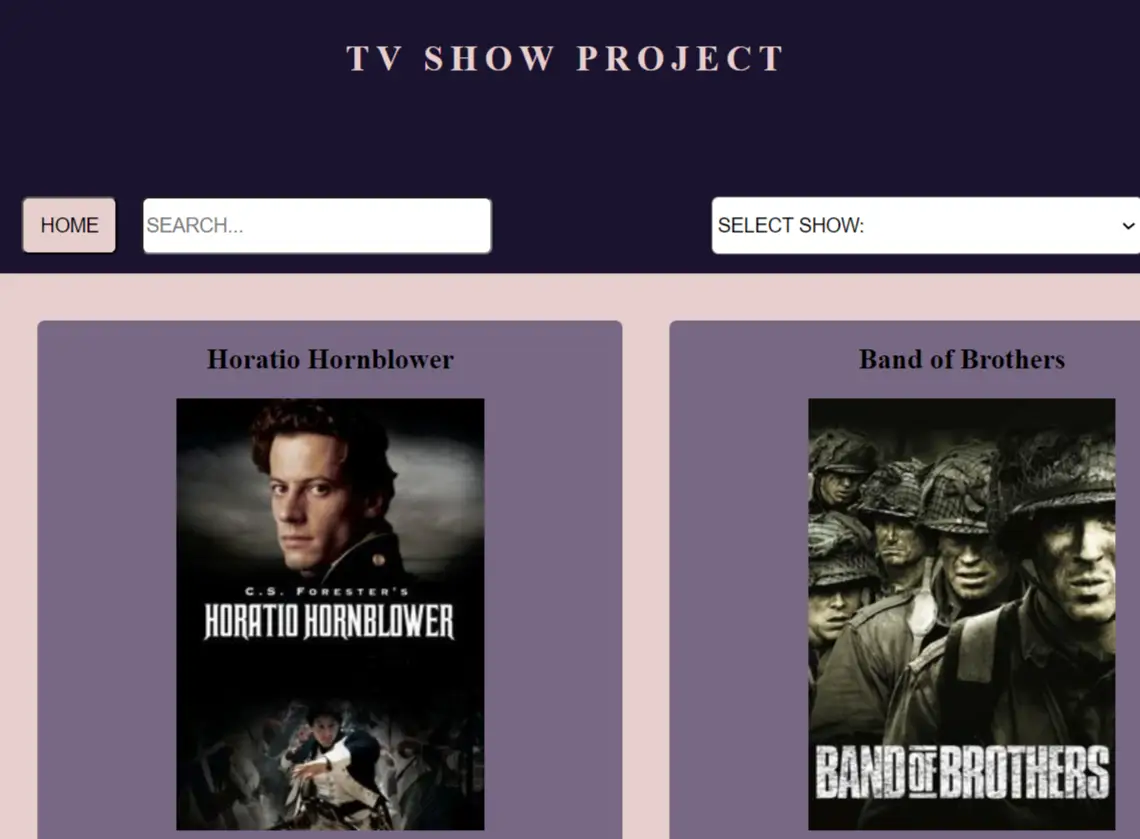 TV SHOW PROJECT
HOME
SEARCH...
SELECT SHOW:
Horatio Hornblower
Band of Brothers
C.S. FORESTER'S
HORATIO HORNBLOWER
BAND OF BROTHERS